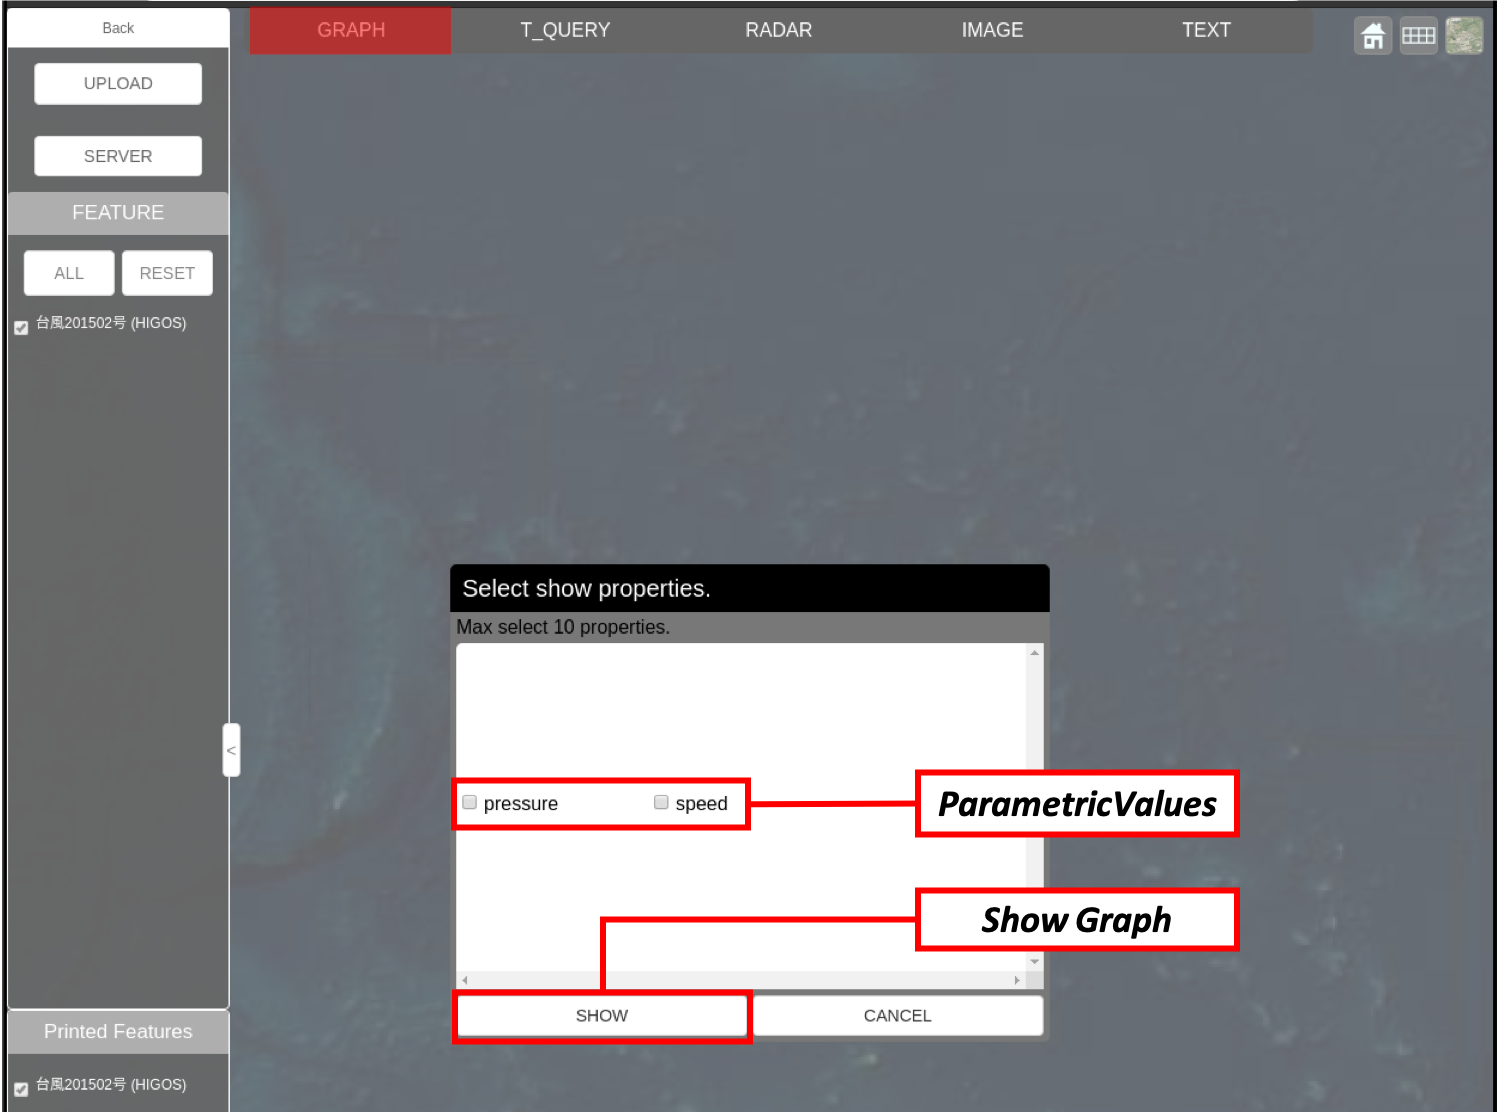 Back
GRAPH
T_QUERY
RADAR
IMAGE
TEXT
UPLOAD
SERVER
FEATURE
ALL
RESET
台風201502号 (HIGOS)
<
Select show properties.
Max select 10 properties.
pressure
speed
ParametricValues
Show Graph
SHOW
CANCEL
Printed Features
台風201502号 (HIGOS)